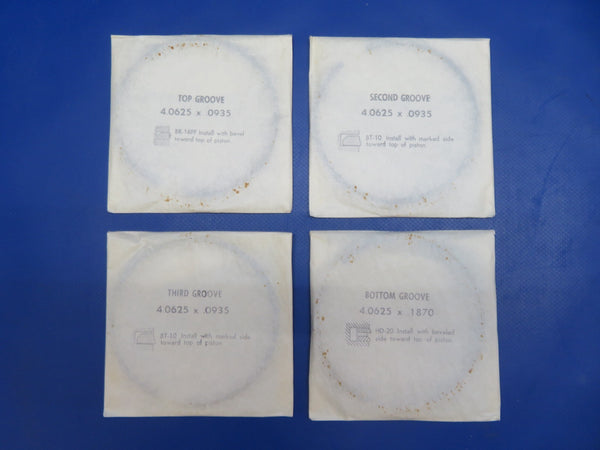 TOP GROOVE
4.0625 x .0935
Install with bevel
toward top of piston
SECOND GROOVE
4.0625 x .0935
BT-10 Install with marked side
toward top of piston
THIRD GROOVE
4.0625 x .0935
BT-10 Install with marked side
toward top of piston
BOTTOM GROOVE
4.0625 x .1870
HO-20 Install with beveled
side toward top of piston